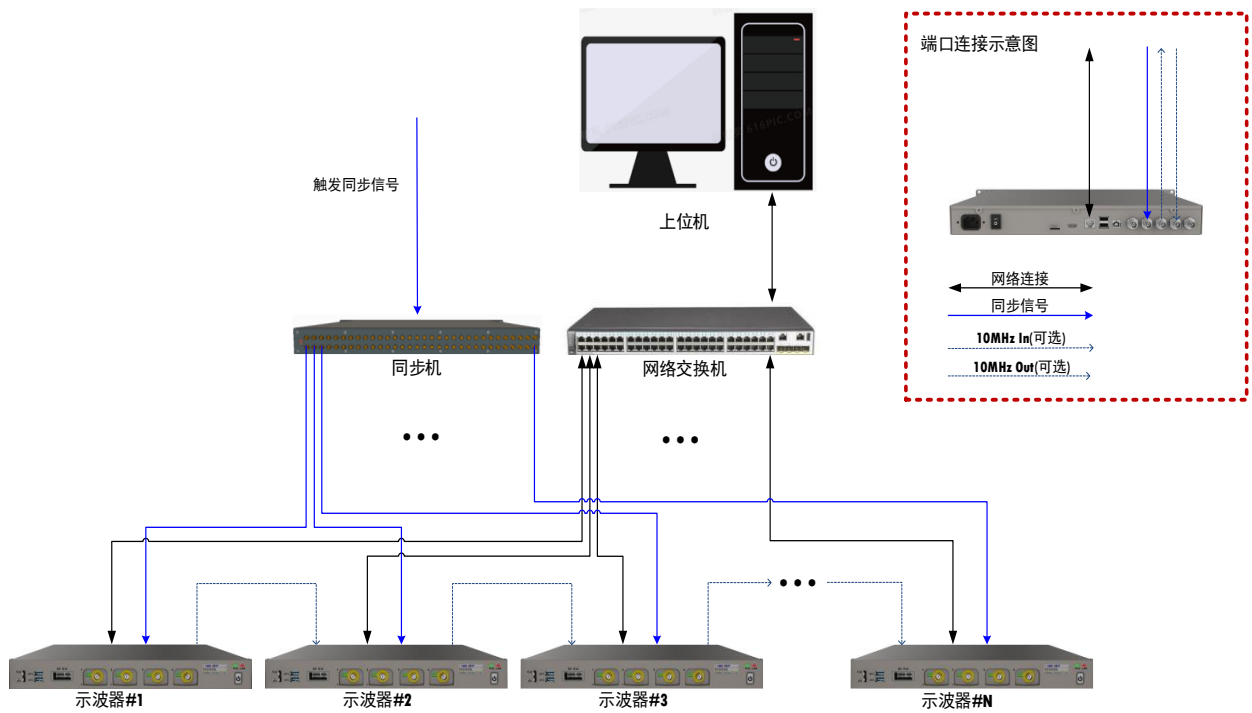 端口连接示意图
触发同步信号
上位机
网络连接
同步信号
10MHz In(可选)
10MHz Out(可选)
同步机
网络交换机
•••
•••
•••
示波器#1
示波器#2
示波器#3
示波器#N